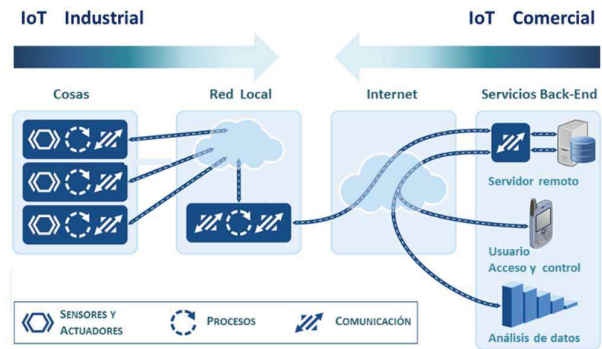 IoT Industrial
IoT Comercial
Cosas
Red Local
Internet
Servicios Back-End
Servidor remoto
Usuario
Acceso y control
Análisis de datos
SENSORES Y
ACTUADORES
PROCESOS
COMUNICACIÓN